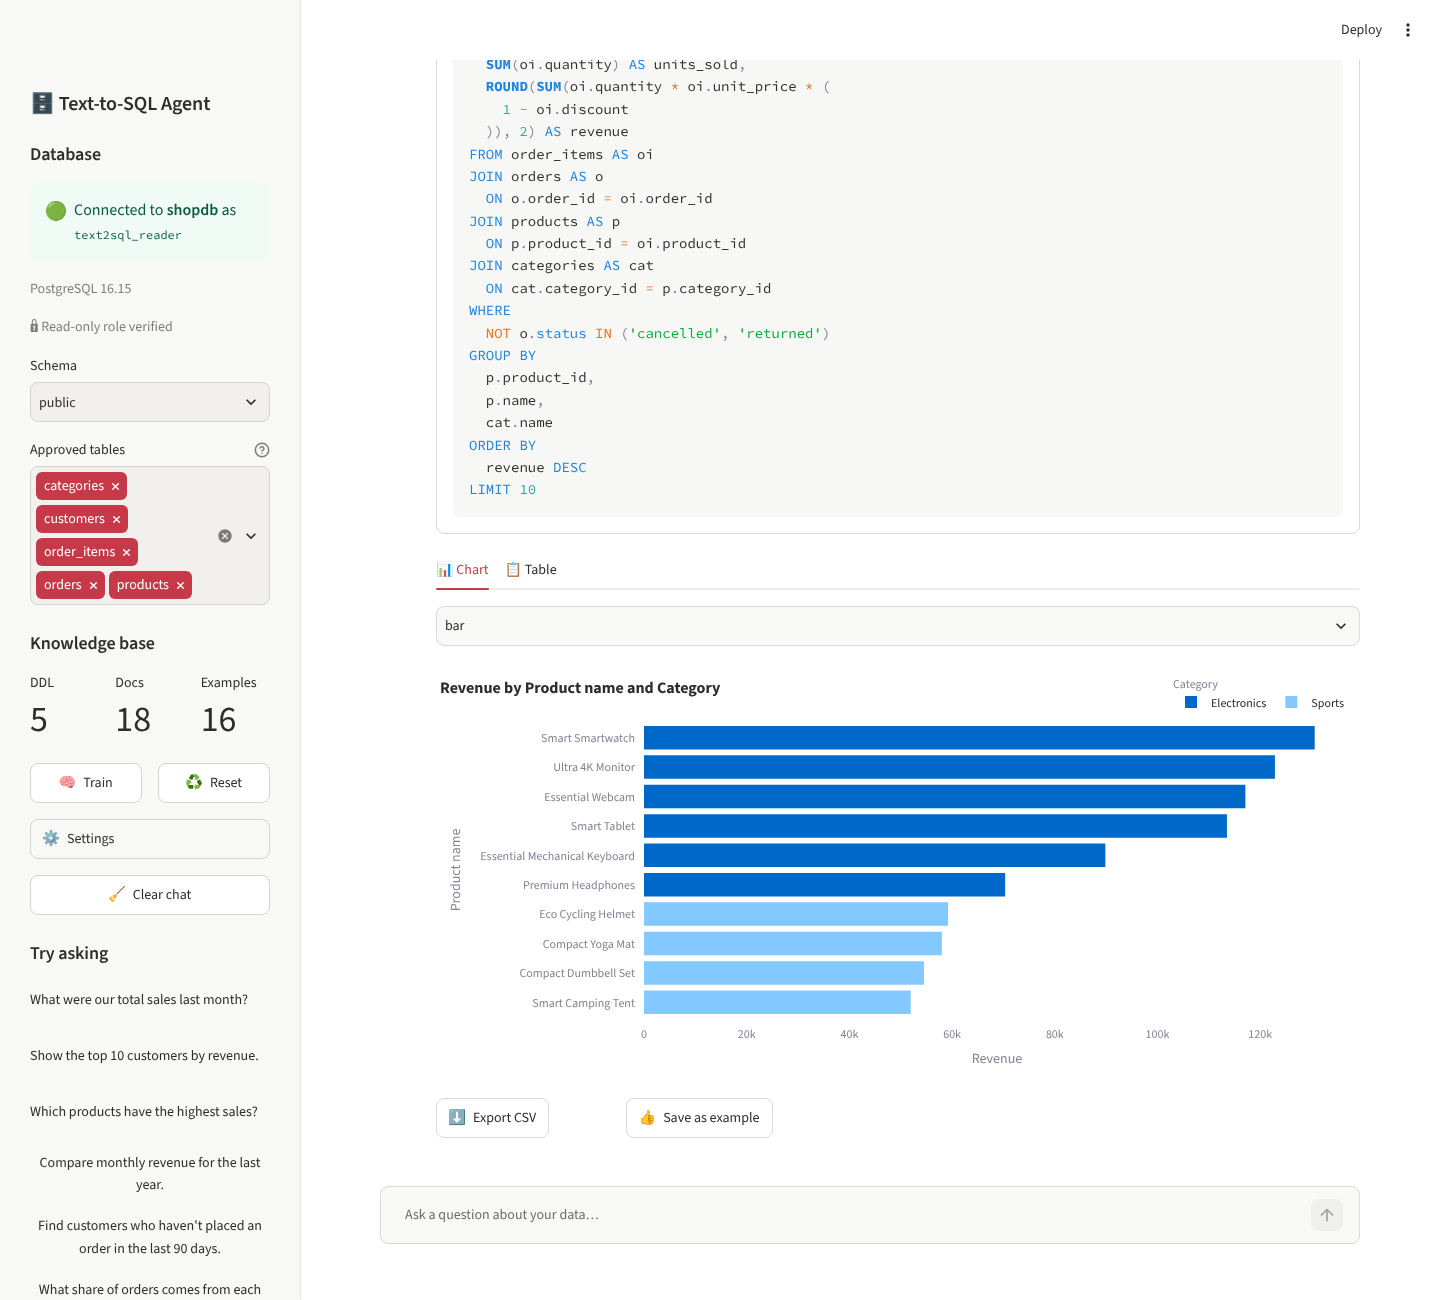 Deploy
Text-to-SQL Agent
Database
Connected to shopdb as
text2sql_reader
PostgreSQL 16.15
Read-only role verified
Schema
public
Approved tables
categories
customers
order_items
orders
products
Knowledge base
DDL
Docs
Examples
5
18
16
Train
Reset
Settings
Clear chat
Try asking
What were our total sales last month?
Show the top 10 customers by revenue.
Which products have the highest sales?
Compare monthly revenue for the last
year.
Find customers who haven't placed an
order in the last 90 days.
What share of orders comes from each
SUM(oi.quantity) AS units_sold,
ROUND(SUM(oi.quantity * oi.unit_price * (
1 - oi.discount
)), 2) AS revenue
FROM order_items AS oi
JOIN orders AS o
ON o.order_id = oi.order_id
JOIN products AS p
ON p.product_id = oi.product_id
JOIN categories AS cat
ON cat.category_id = p.category_id
WHERE
NOT o.status IN ('cancelled', 'returned')
GROUP BY
p.product_id,
p.name,
cat.name
ORDER BY
revenue DESC
LIMIT 10
Chart
Table
bar
Revenue by Product name and Category
Category
Electronics
Sports
Product name
Smart Smartwatch
Ultra 4K Monitor
Essential Webcam
Smart Tablet
Essential Mechanical Keyboard
Premium Headphones
Eco Cycling Helmet
Compact Yoga Mat
Compact Dumbbell Set
Smart Camping Tent
0
20k
40k
60k
80k
100k
120k
Revenue
Export CSV
Save as example
Ask a question about your data...